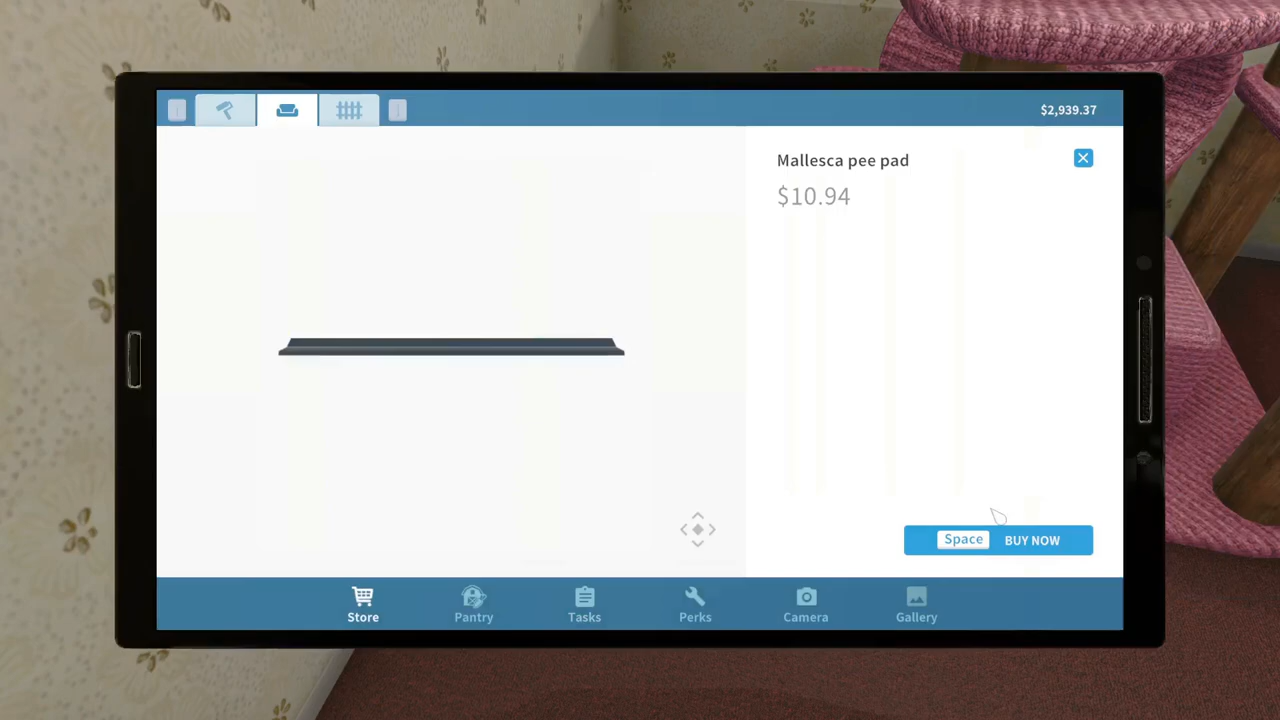 $2,939.37
Mallesca pee pad
$10.94
Space BUY NOW
Store Pantry Tasks Perks Camera Gallery